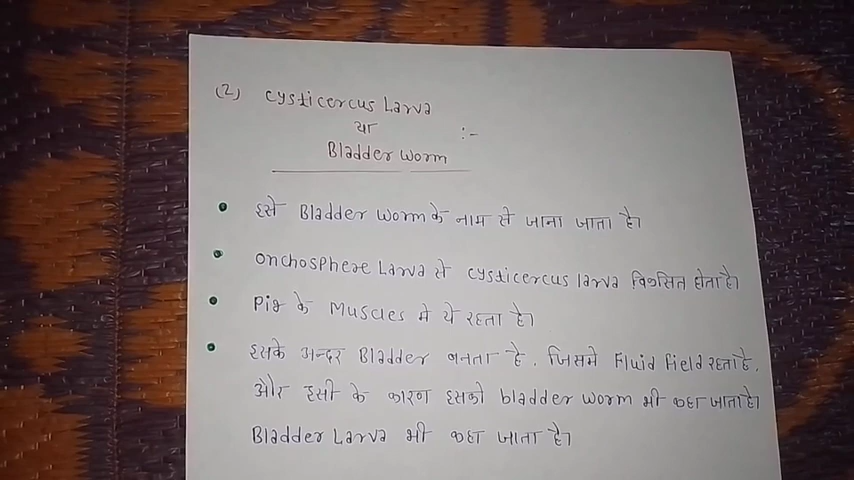 (2) Cysticercus Larva
या :-
Bladder worm
इसे Bladder worm के नाम से जाना जाता है।
Onchosphere Larva से cysticercus larva विकसित होता है।
Pig के Muscles मे ये रहता है।
इसके अन्दर Bladder बनता है. जिसमे Fluid Field रहता है.
और इसी के कारण इसको bladder worm भी कहा जाता है।
Bladder Larva भी कहा जाता है।